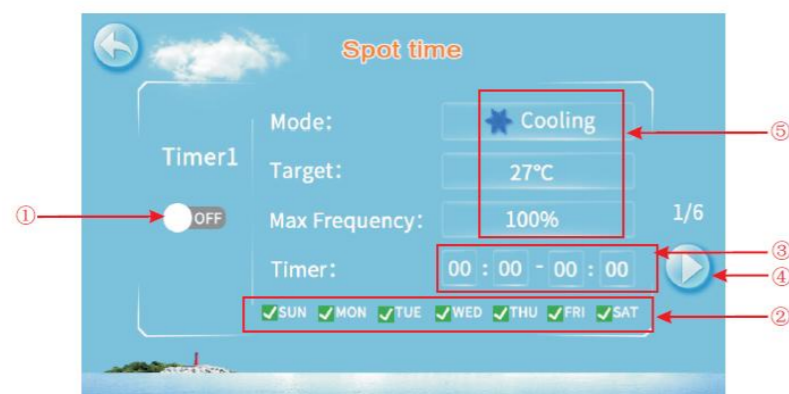 Spot time
Mode: Cooling ⑤
Timer1
Target: 27℃
① OFF
Max Frequency: 100% 1/6
③
Timer: 00 : 00 - 00 : 00 ④
SUN MON TUE WED THU FRI SAT ②